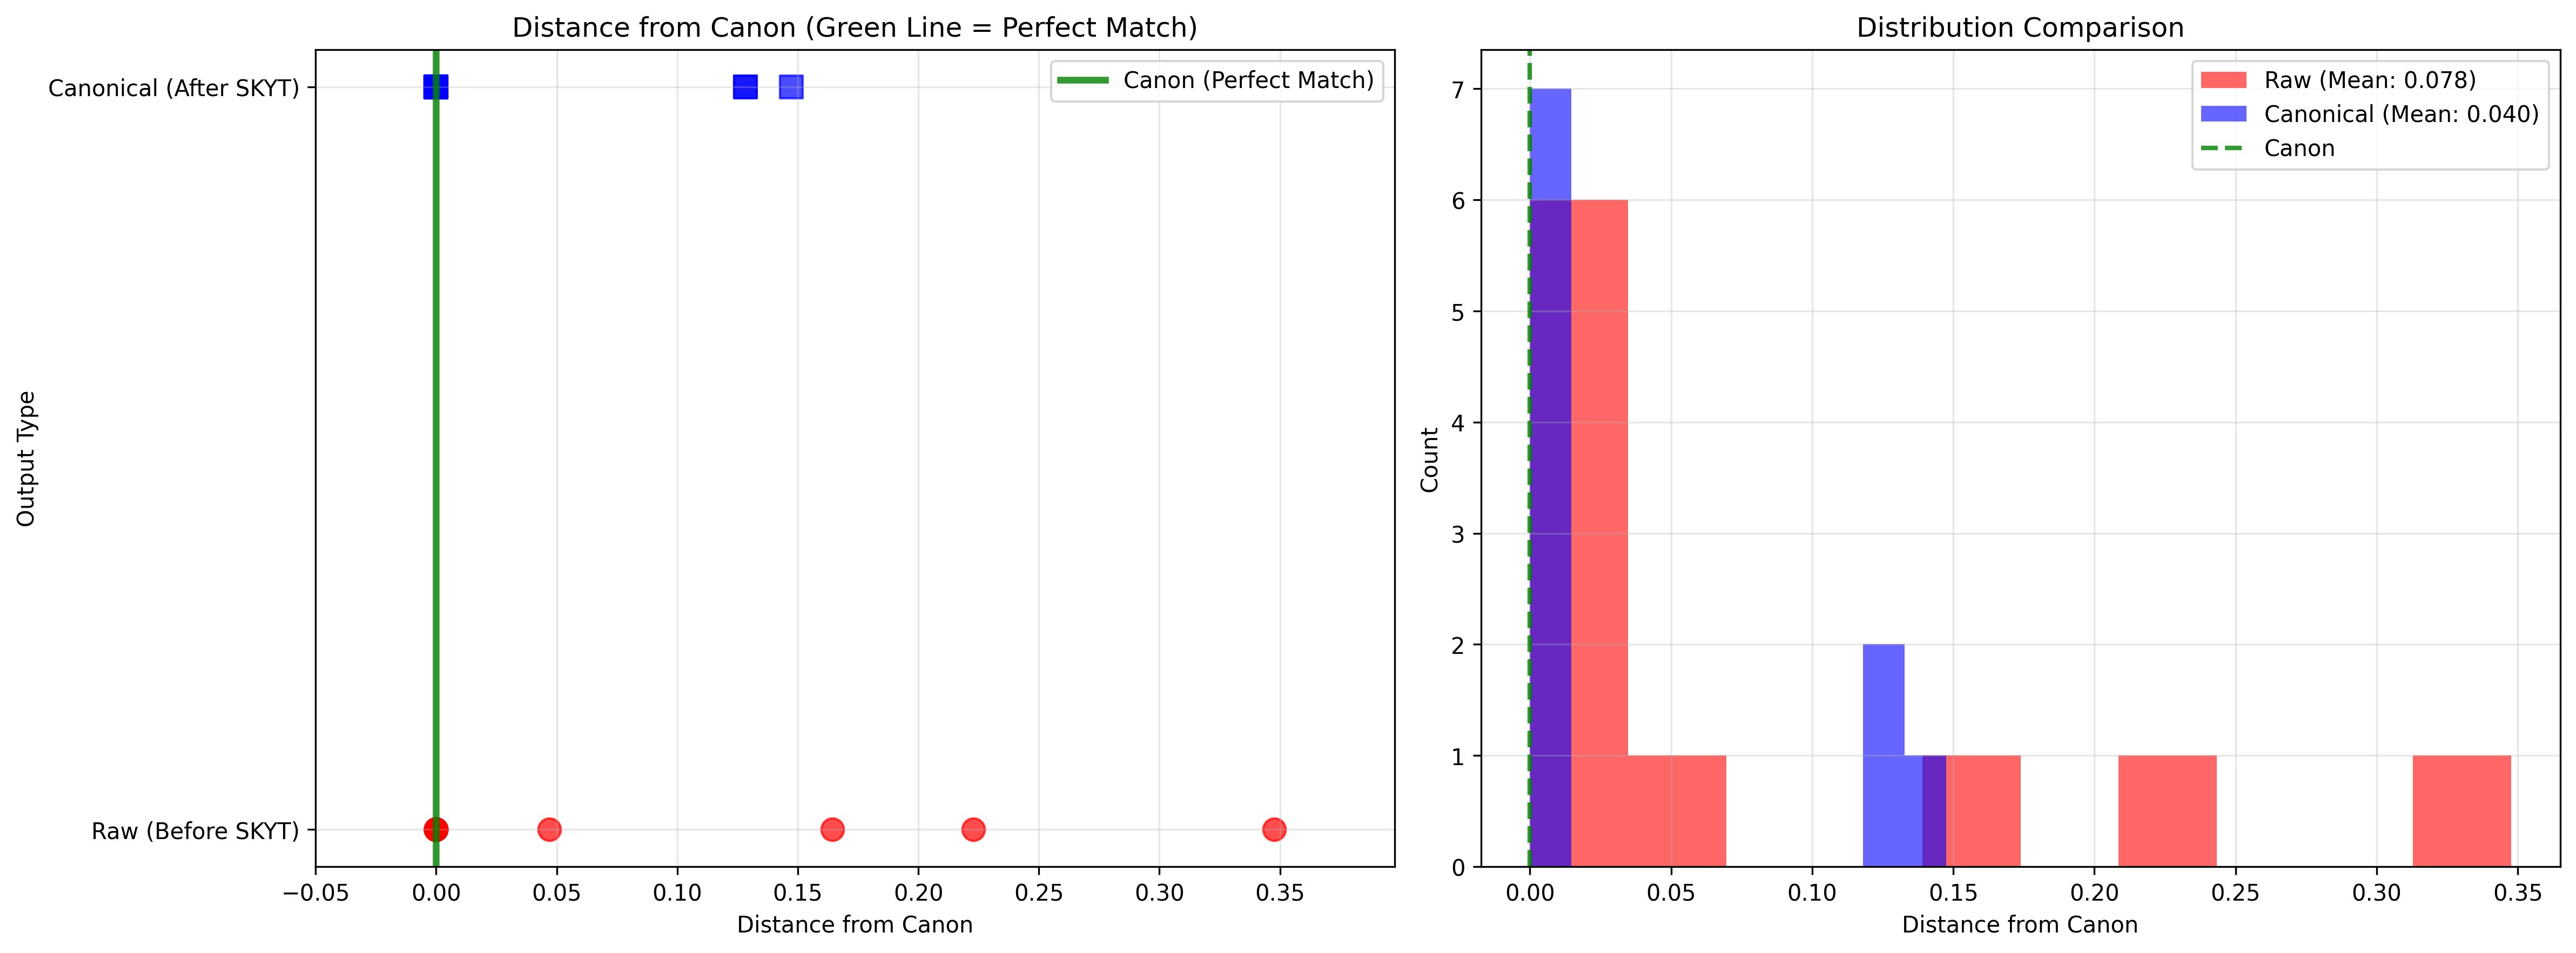 Distance from Canon (Green Line = Perfect Match)
Canonical (After SKYT)
Raw (Before SKYT)
Output Type
Canon (Perfect Match)
−0.05 0.00 0.05 0.10 0.15 0.20 0.25 0.30 0.35
Distance from Canon
Distribution Comparison
Raw (Mean: 0.078)
Canonical (Mean: 0.040)
Canon
7
6
5
4
3
2
1
0
Count
0.00 0.05 0.10 0.15 0.20 0.25 0.30 0.35
Distance from Canon